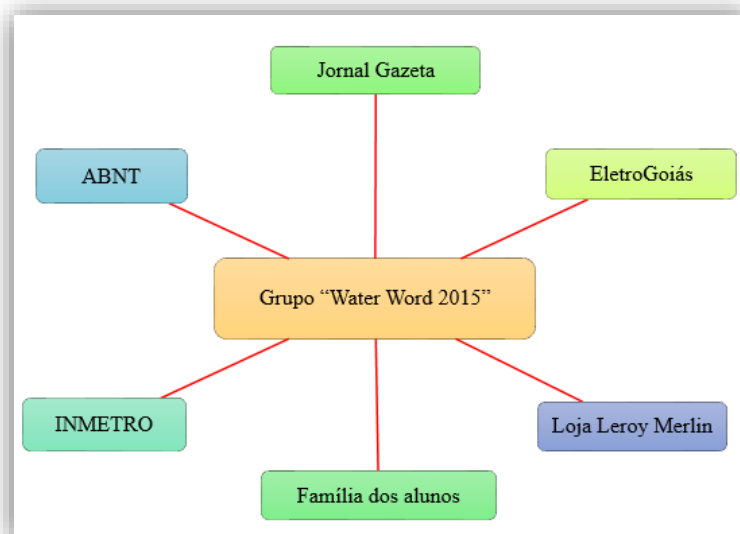 Jornal Gazeta
ABNT
EletroGoiás
Grupo “Water Word 2015”
INMETRO
Loja Leroy Merlin
Família dos alunos